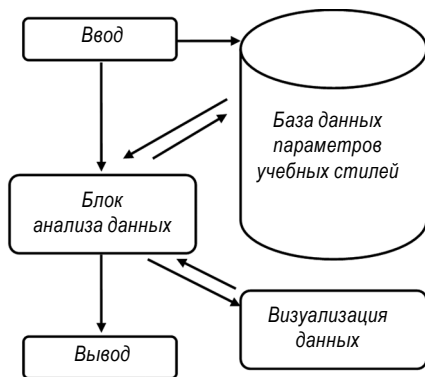 Ввод
База данных
параметров
учебных стилей
Блок
анализа данных
Визуализация
данных
Вывод